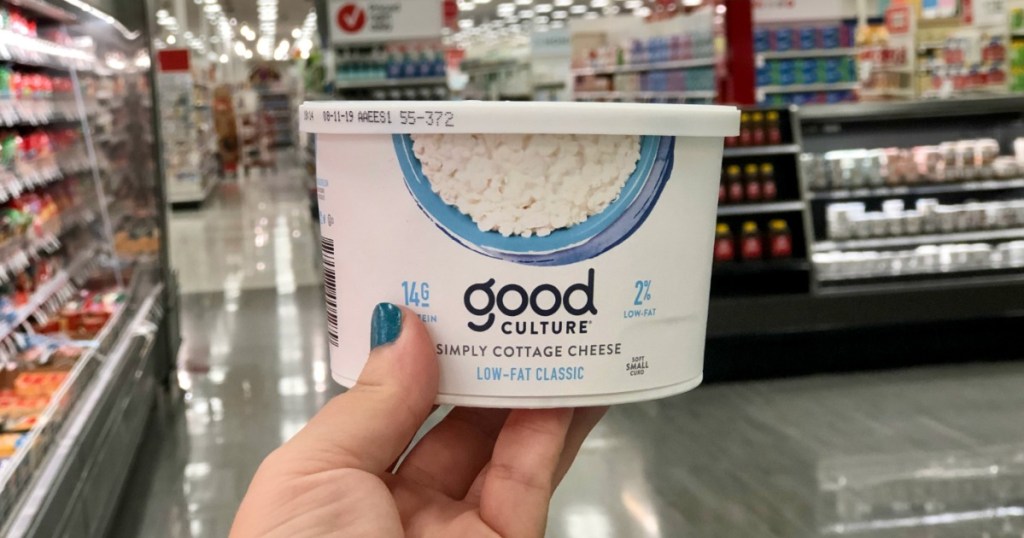 08-11-19 AAEES1 55-372
14G
good
2%
CULTURE
LOW-FAT
SIMPLY COTTAGE CHEESE
LOW-FAT CLASSIC
SOFT
SMALL
CURD